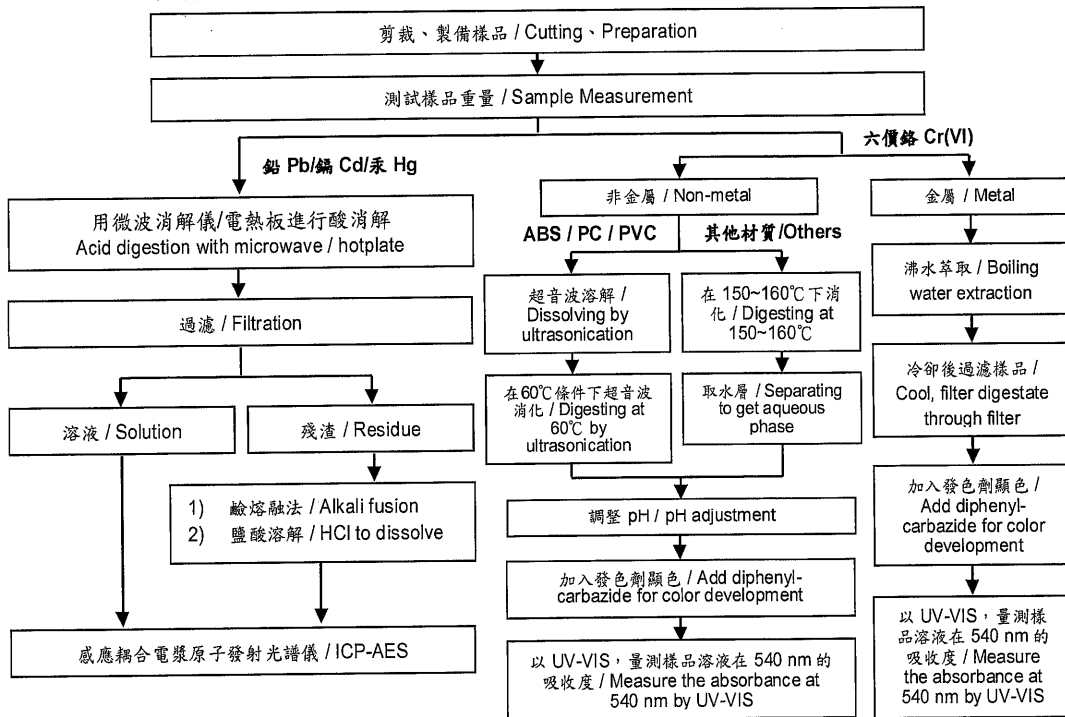 剪裁、製備樣品 / Cutting、Preparation
測試樣品重量 / Sample Measurement
鉛 Pb/鎘 Cd/汞 Hg
六價鉻 Cr(VI)
用微波消解儀/電熱板進行酸消解
Acid digestion with microwave / hotplate
過濾 / Filtration
溶液 / Solution
殘渣 / Residue
1) 鹼熔融法 / Alkali fusion
2) 鹽酸溶解 / HCl to dissolve
感應耦合電漿原子發射光譜儀 / ICP-AES
非金屬 / Non-metal
ABS / PC / PVC
其他材質/Others
超音波溶解 /
Dissolving by
ultrasonication
在60℃條件下超音波
消化 / Digesting at
60℃ by
ultrasonication
在 150~160℃下消
化 / Digesting at
150~160℃
取水層 / Separating
to get aqueous
phase
調整 pH / pH adjustment
加入發色劑顯色 / Add diphenyl-
carbazide for color development
以 UV-VIS，量測樣品溶液在 540 nm 的
吸收度 / Measure the absorbance at
540 nm by UV-VIS
金屬 / Metal
沸水萃取 / Boiling
water extraction
冷卻後過濾樣品 /
Cool, filter digestate
through filter
加入發色劑顯色 /
Add diphenyl-
carbazide for color
development
以 UV-VIS，量測樣
品溶液在 540 nm 的
吸收度 / Measure
the absorbance at
540 nm by UV-VIS